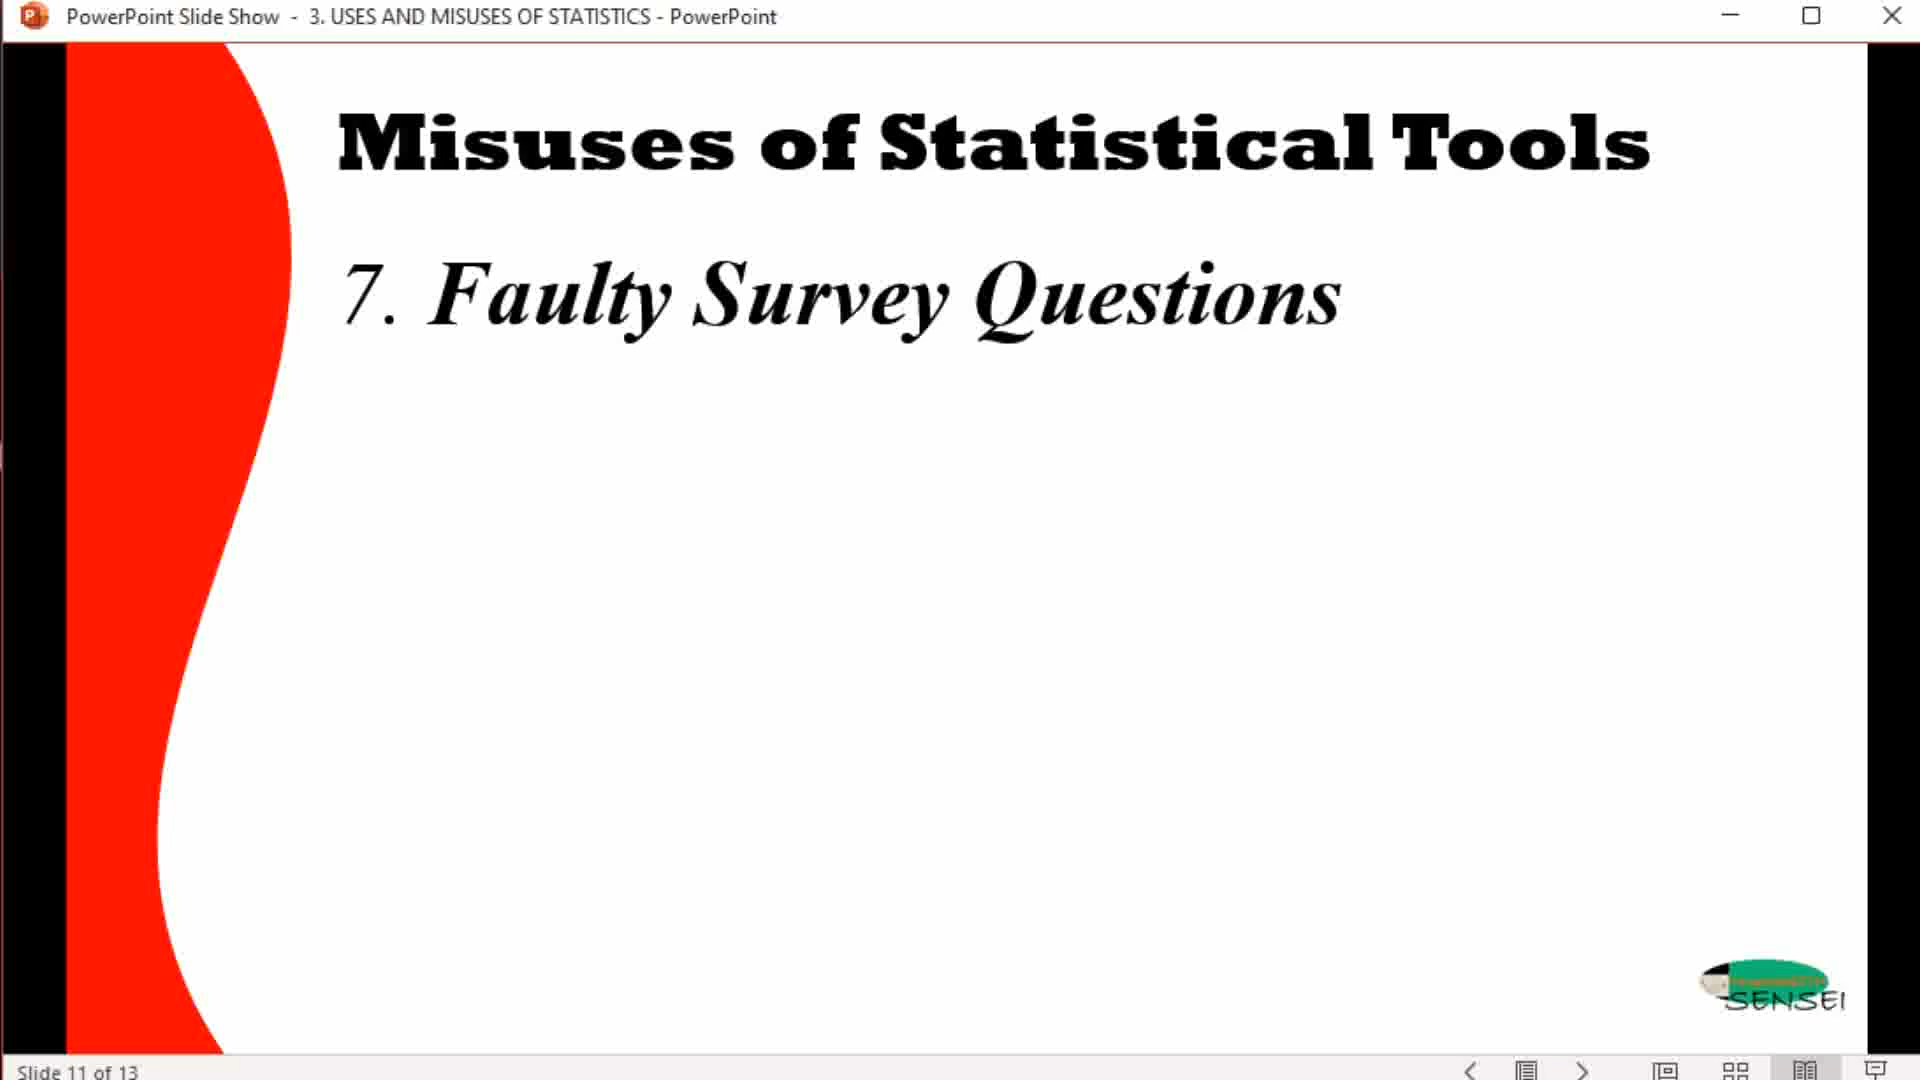 PowerPoint Slide Show - 3. USES AND MISUSES OF STATISTICS - PowerPoint
Misuses of Statistical Tools
7. Faulty Survey Questions
SENSEI
Slide 11 of 13